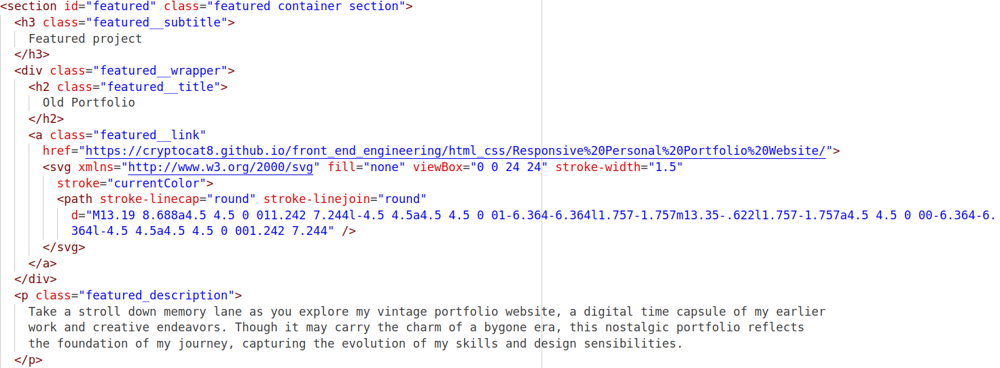 <section id="featured" class="featured container section">
<h3 class="featured__subtitle">
Featured project
</h3>
<div class="featured__wrapper">
<h2 class="featured__title">
Old Portfolio
</h2>
<a class="featured__link"
href="https://cryptocat8.github.io/front_end_engineering/html_css/Responsive%20Personal%20Portfolio%20Website/">
<svg xmlns="http://www.w3.org/2000/svg" fill="none" viewBox="0 0 24 24" stroke-width="1.5"
stroke="currentColor">
<path stroke-linecap="round" stroke-linejoin="round"
d="M13.19 8.688a4.5 4.5 0 011.242 7.244l-4.5 4.5a4.5 4.5 0 01-6.364-6.364l1.757-1.757m13.35-.622l1.757-1.757a4.5 4.5 0 00-6.364-6.
364l-4.5 4.5a4.5 4.5 0 001.242 7.244" />
</svg>
</a>
</div>
<p class="featured_description">
Take a stroll down memory lane as you explore my vintage portfolio website, a digital time capsule of my earlier
work and creative endeavors. Though it may carry the charm of a bygone era, this nostalgic portfolio reflects
the foundation of my journey, capturing the evolution of my skills and design sensibilities.
</p>